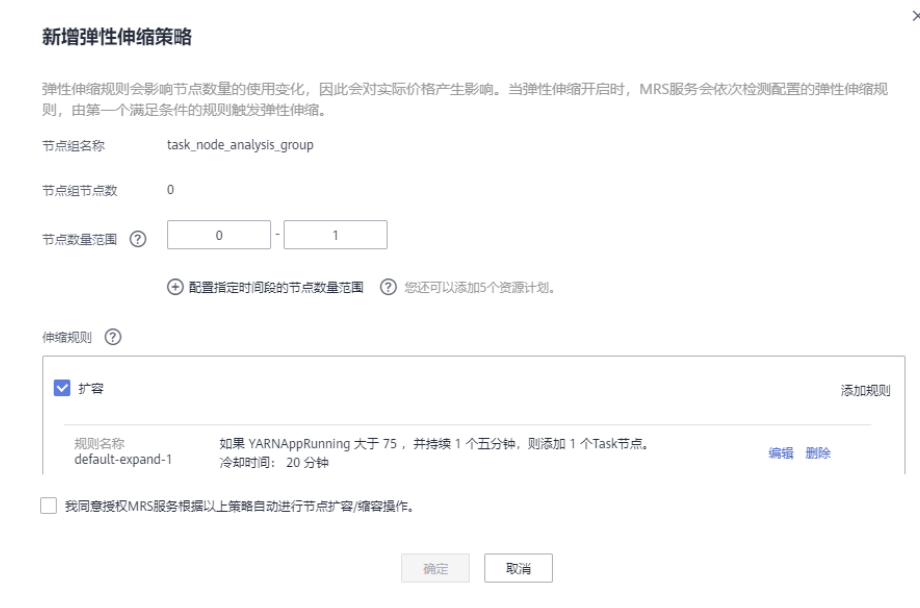 新增弹性伸缩策略
弹性伸缩规则会影响节点数量的使用变化，因此会对实际价格产生影响。当弹性伸缩开启时，MRS服务会依次检测配置的弹性伸缩规
则，由第一个满足条件的规则触发弹性伸缩。
节点组名称 task_node_analysis_group
节点组节点数 0
节点数量范围 ? 0 - 1
配置指定时间段的节点数量范围 ? 您还可以添加5个资源计划。
伸缩规则 ?
扩容 添加规则
规则名称 如果 YARNAppRunning 大于 75 ，并持续 1 个五分钟，则添加 1 个Task节点。
default-expand-1 冷却时间： 20 分钟 编辑 删除
我同意授权MRS服务根据以上策略自动进行节点扩容/缩容操作。
确定 取消